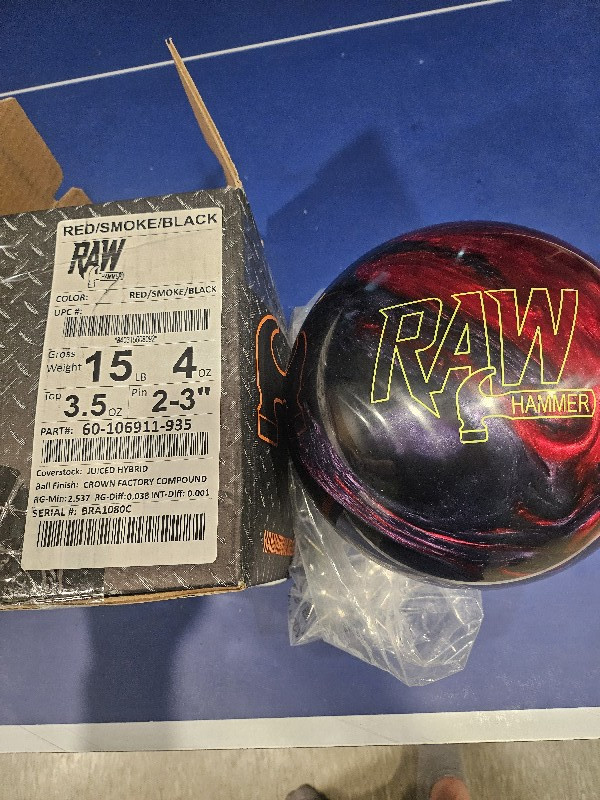 RED/SMOKE/BLACK
RAW
HAMMER
COLOR: RED/SMOKE/BLACK
UPC #:
Gross Weight 15 LB 4 OZ
Top 3.5 OZ Pin 2-3"
PART#: 60-106911-935
Coverstock: JUICED HYBRID
Ball Finish: CROWN FACTORY COMPOUND
RG-Min: 2.537 RG-Diff: 0.038 INT-Diff: 0.001
SERIAL #: BRA1080C
RAW
HAMMER